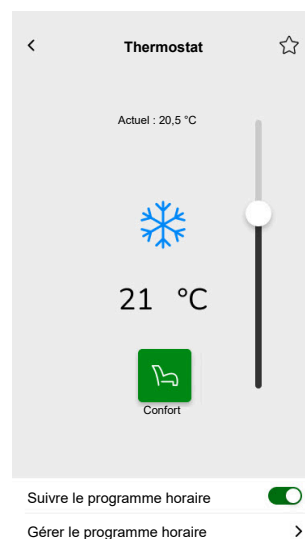 Thermostat
Actuel : 20,5 °C
21 °C
Confort
Suivre le programme horaire
Gérer le programme horaire